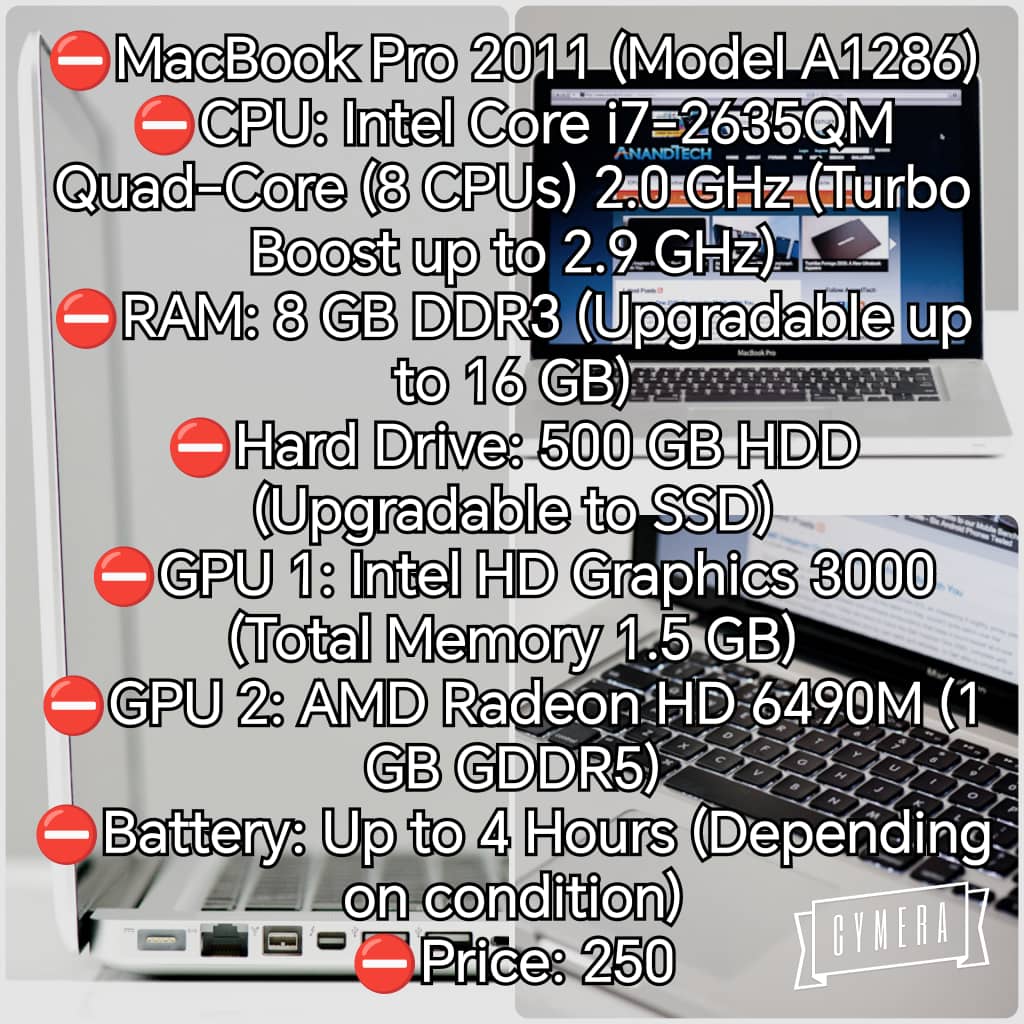 ⛔MacBook Pro 2011 (Model A1286)
⛔CPU: Intel Core i7-2635QM
Quad-Core (8 CPUs) 2.0 GHz (Turbo
Boost up to 2.9 GHz)
⛔RAM: 8 GB DDR3 (Upgradable up
to 16 GB)
⛔Hard Drive: 500 GB HDD
(Upgradable to SSD)
⛔GPU 1: Intel HD Graphics 3000
(Total Memory 1.5 GB)
⛔GPU 2: AMD Radeon HD 6490M (1
GB GDDR5)
⛔Battery: Up to 4 Hours (Depending
on condition)
⛔Price: 250
ANANDTECH
MacBook Pro
CYMERA